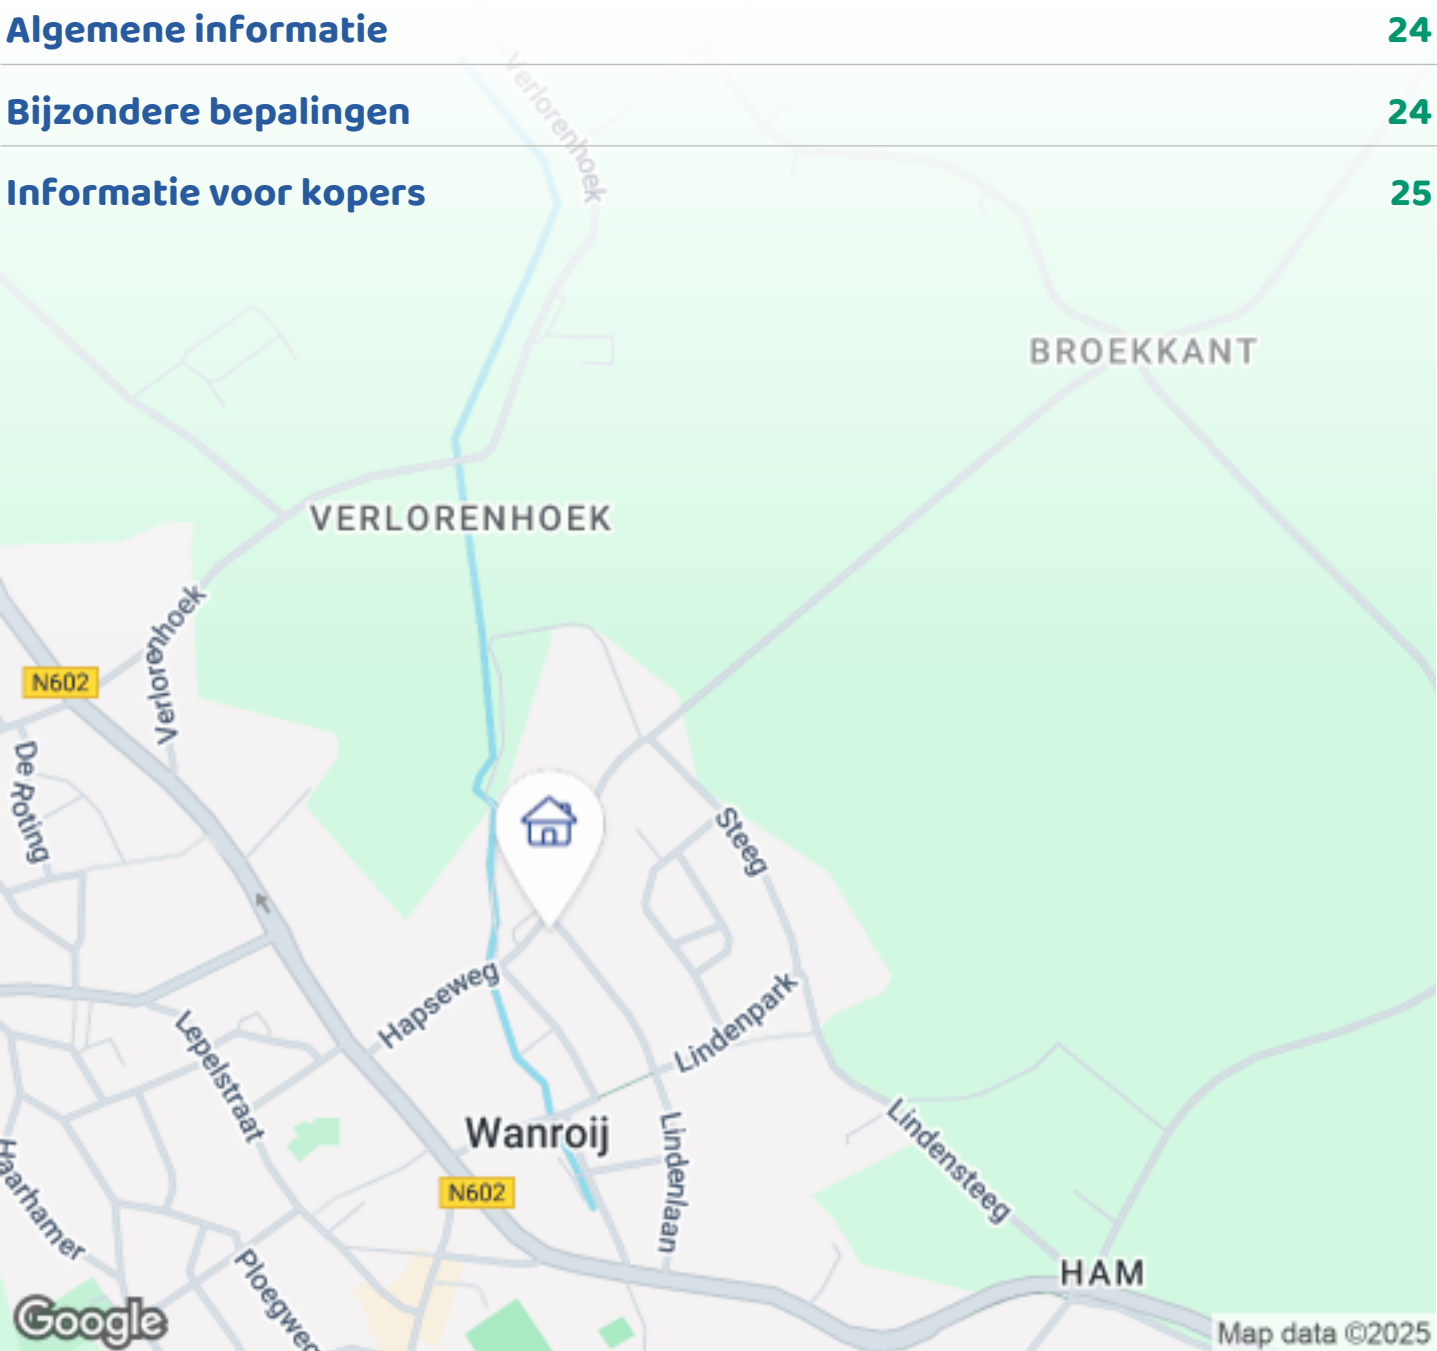 Algemene informatie 24
Bijzondere bepalingen 24
Informatie voor kopers 25
Verlorenhoek
BROEKKANT
VERLORENHOEK
Verlorenhoek
N602
De Roting
Steeg
Hapseweg
Lindenpark
Lepelstraat
Wanroij
Lindenlaan
Lindensteeg
N602
Haarhamer
Ploegweg
HAM
Google
Map data ©2025